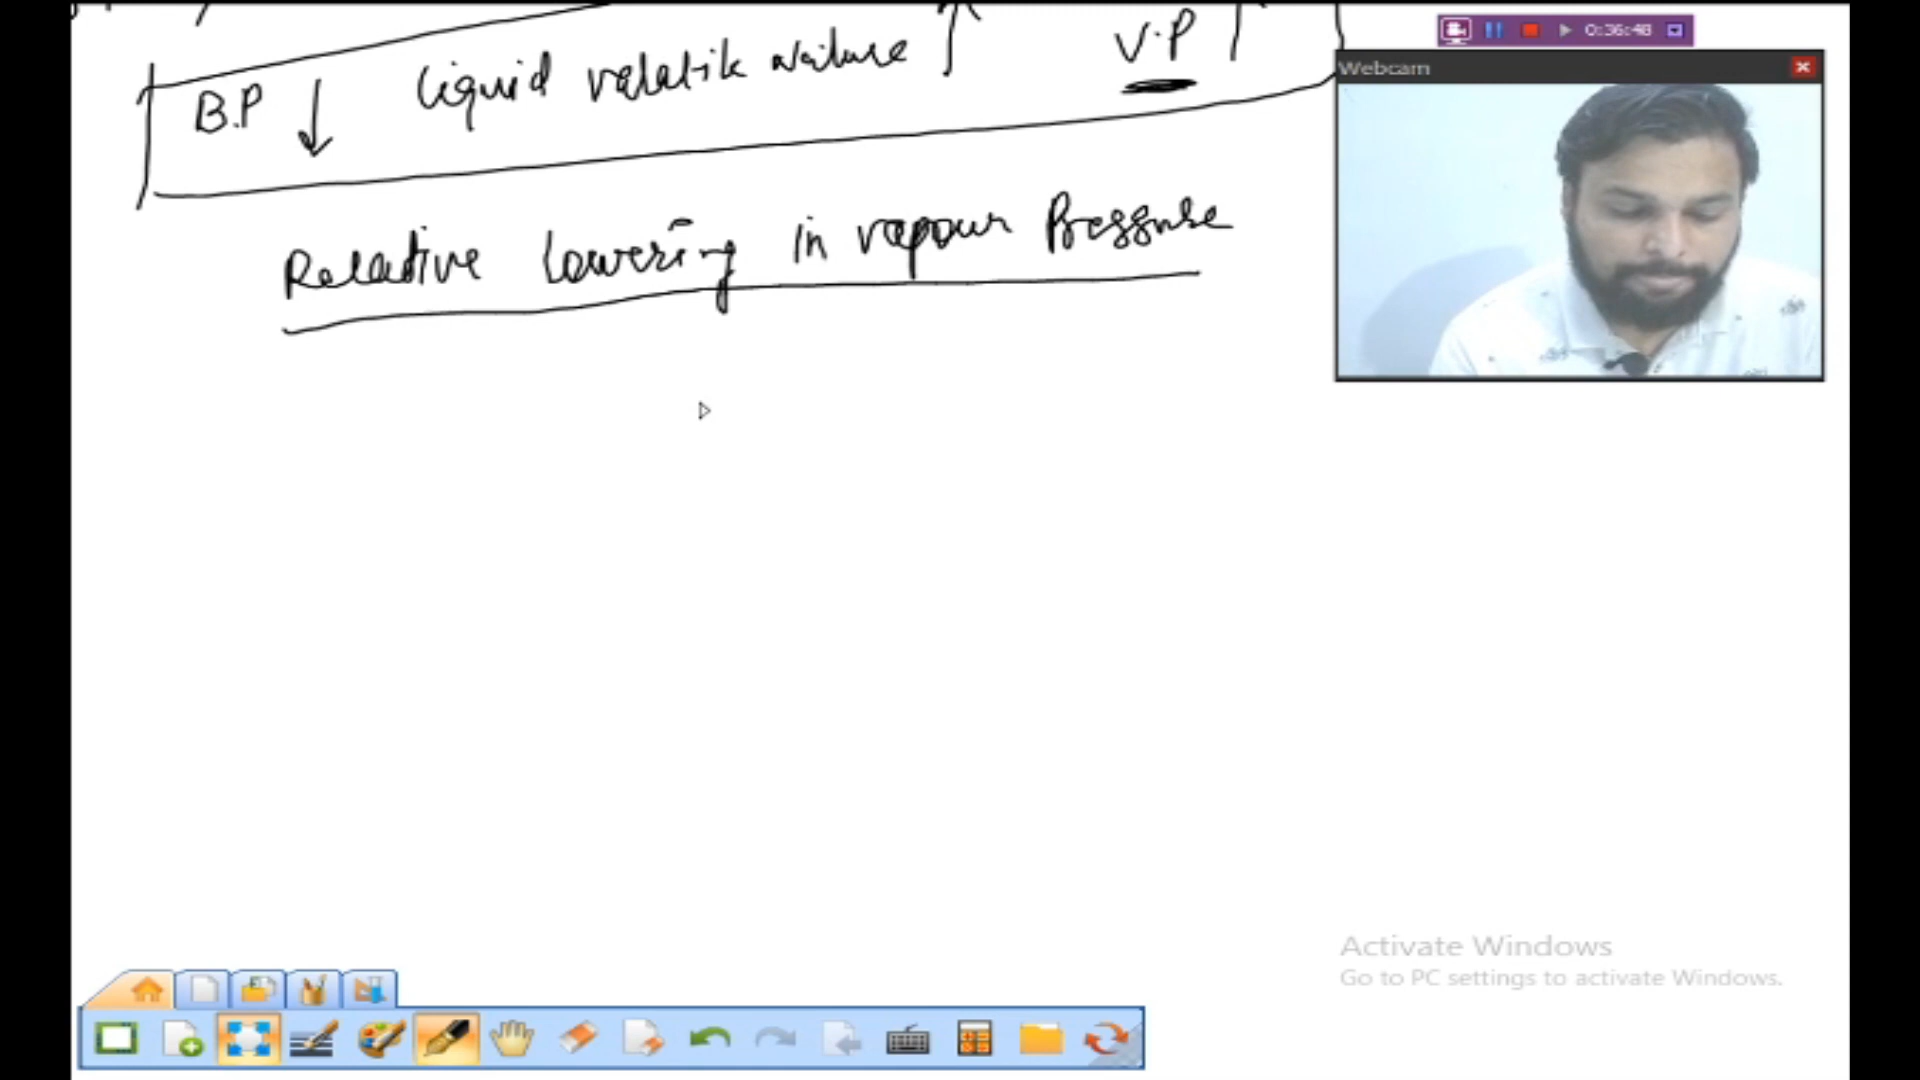 B.P ↓ liquid volatile nature ↑ V.P ↑
Relative lowering in vapour Pressure
0:36:48
Webcam
Activate Windows
Go to PC settings to activate Windows.